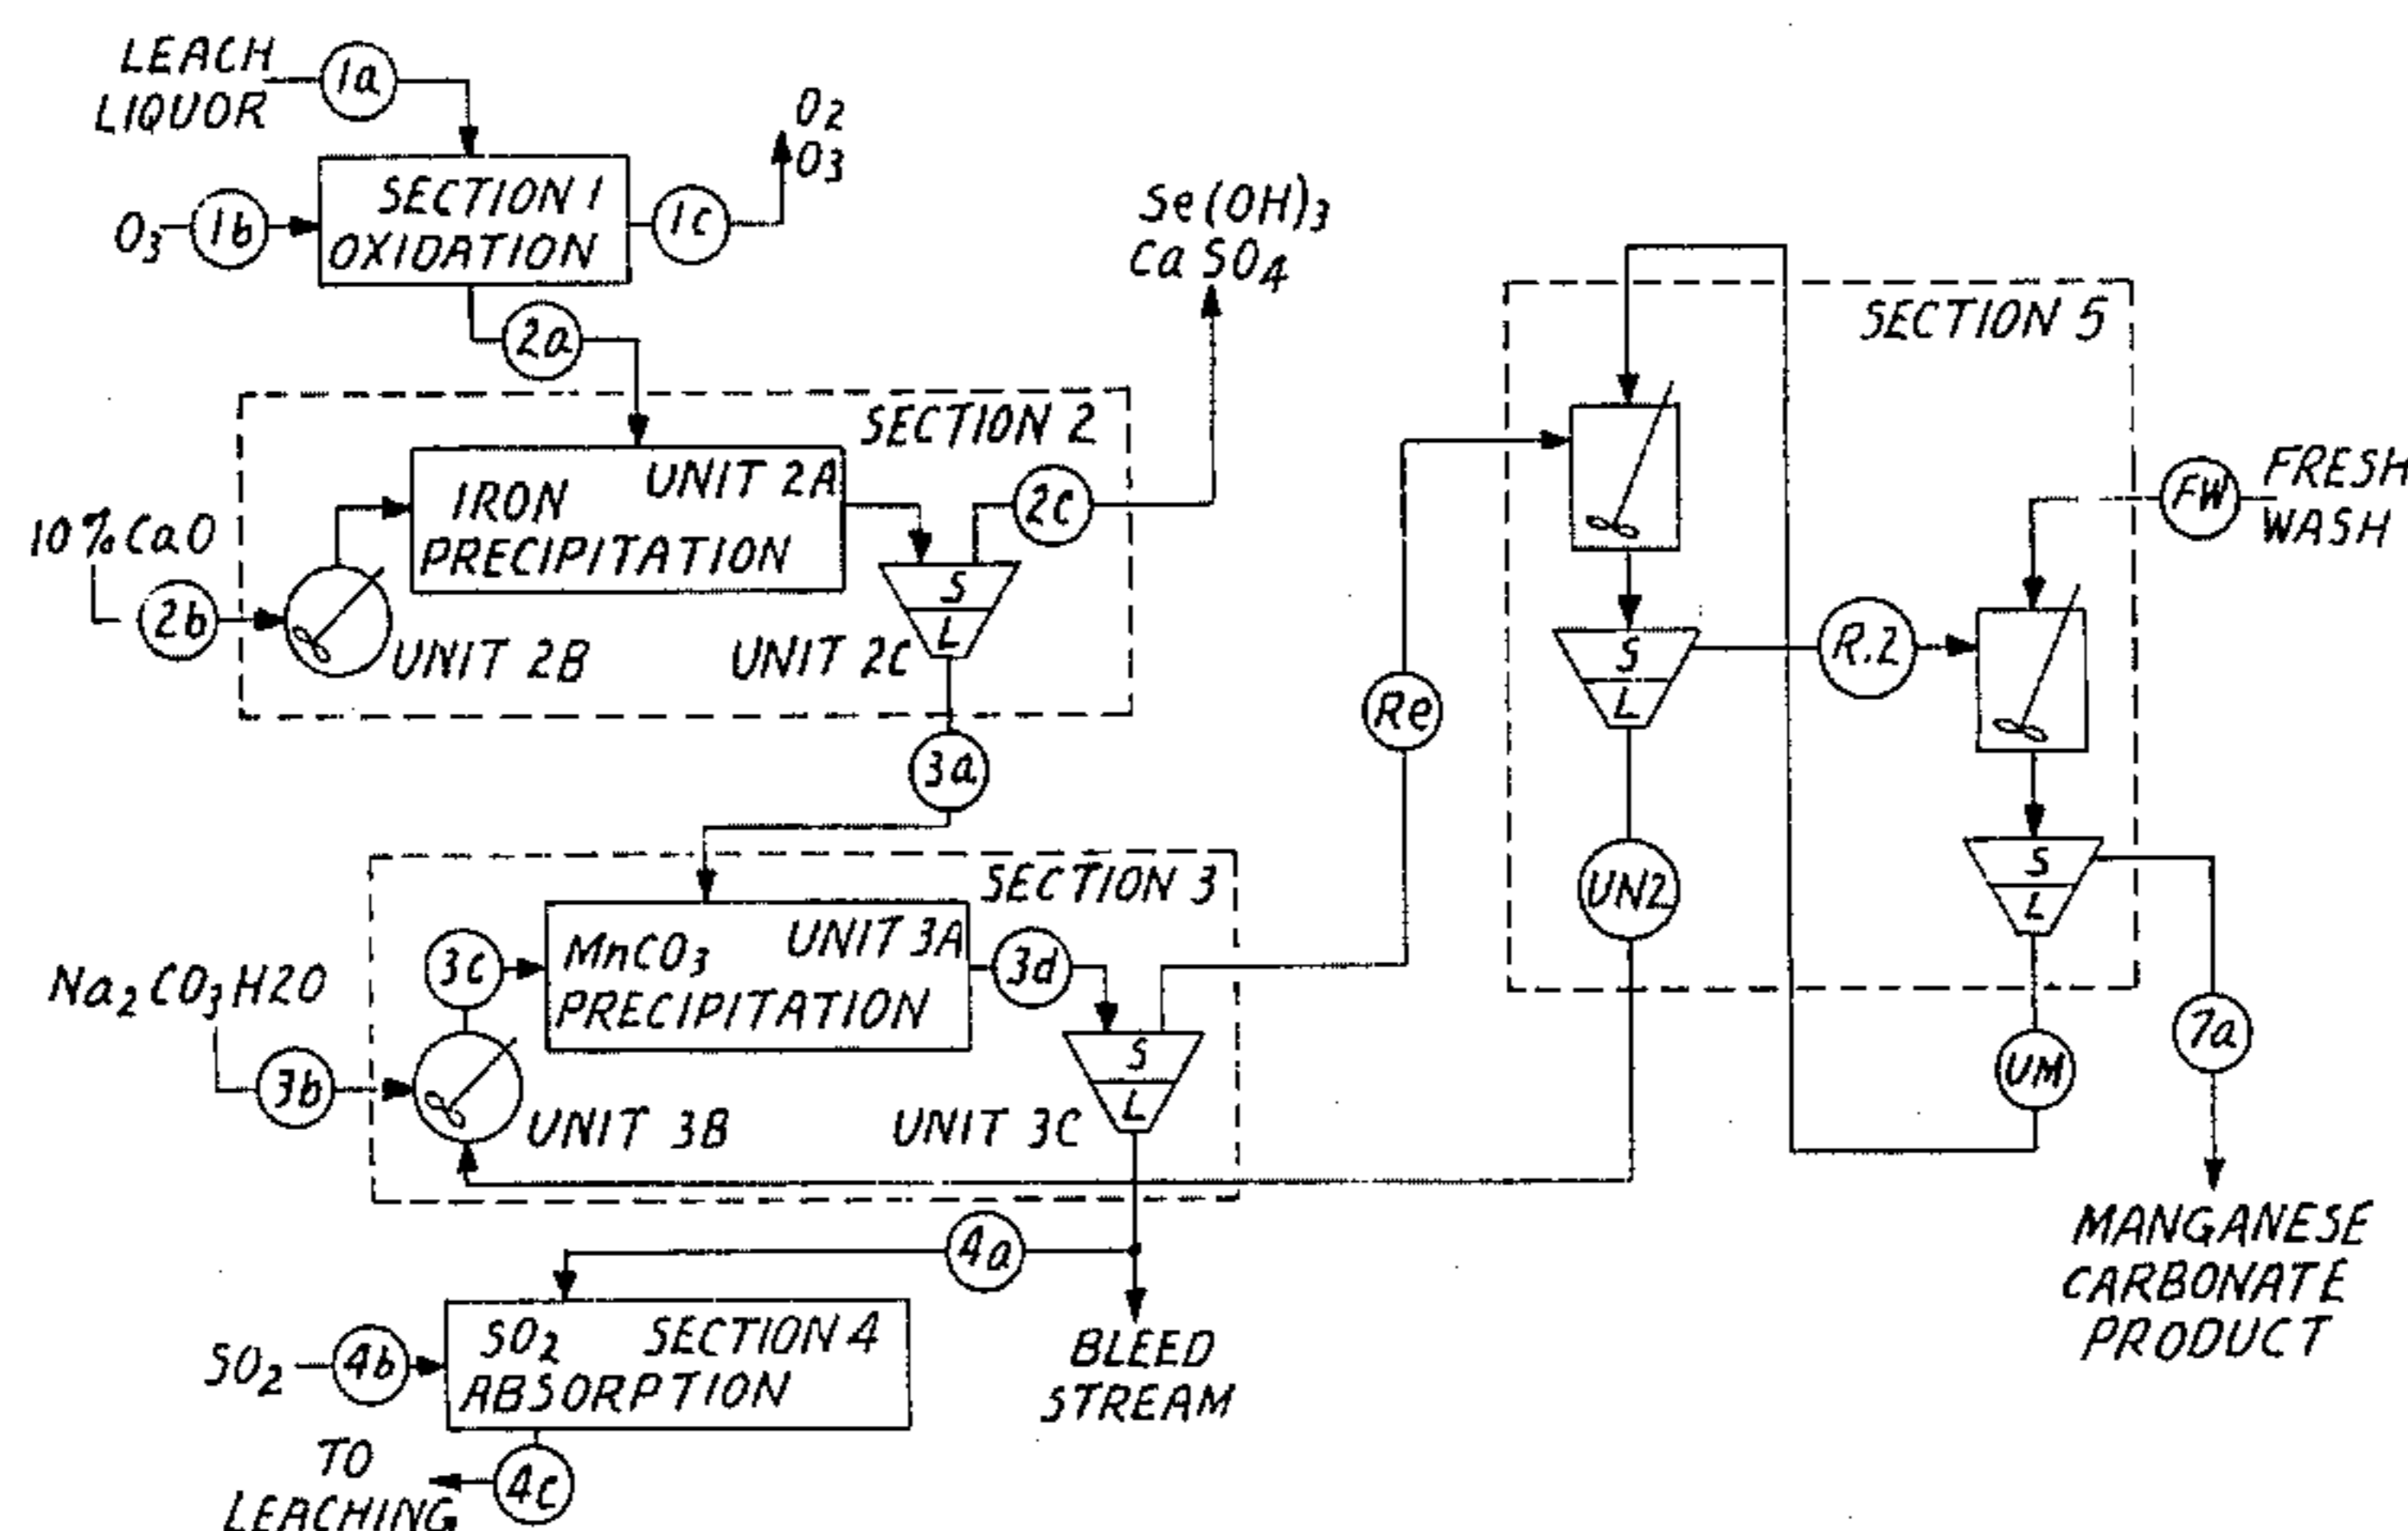 LEACH
LIQUOR
1a
O2
O3
SECTION 1
OXIDATION
O3
1b
1c
Se(OH)3
CaSO4
2a
SECTION 2
UNIT 2A
IRON
PRECIPITATION
2c
10% CaO
2b
UNIT 2B
S
L
UNIT 2C
3a
SECTION 5
FW
FRESH
WASH
S
L
R.2
Re
UN2
S
L
UM
7a
MANGANESE
CARBONATE
PRODUCT
SECTION 3
UNIT 3A
MnCO3
PRECIPITATION
3c
3d
Na2CO3H2O
3b
UNIT 3B
S
L
UNIT 3C
4a
BLEED
STREAM
SO2
4b
SO2 SECTION 4
ABSORPTION
TO
LEACHING
4c